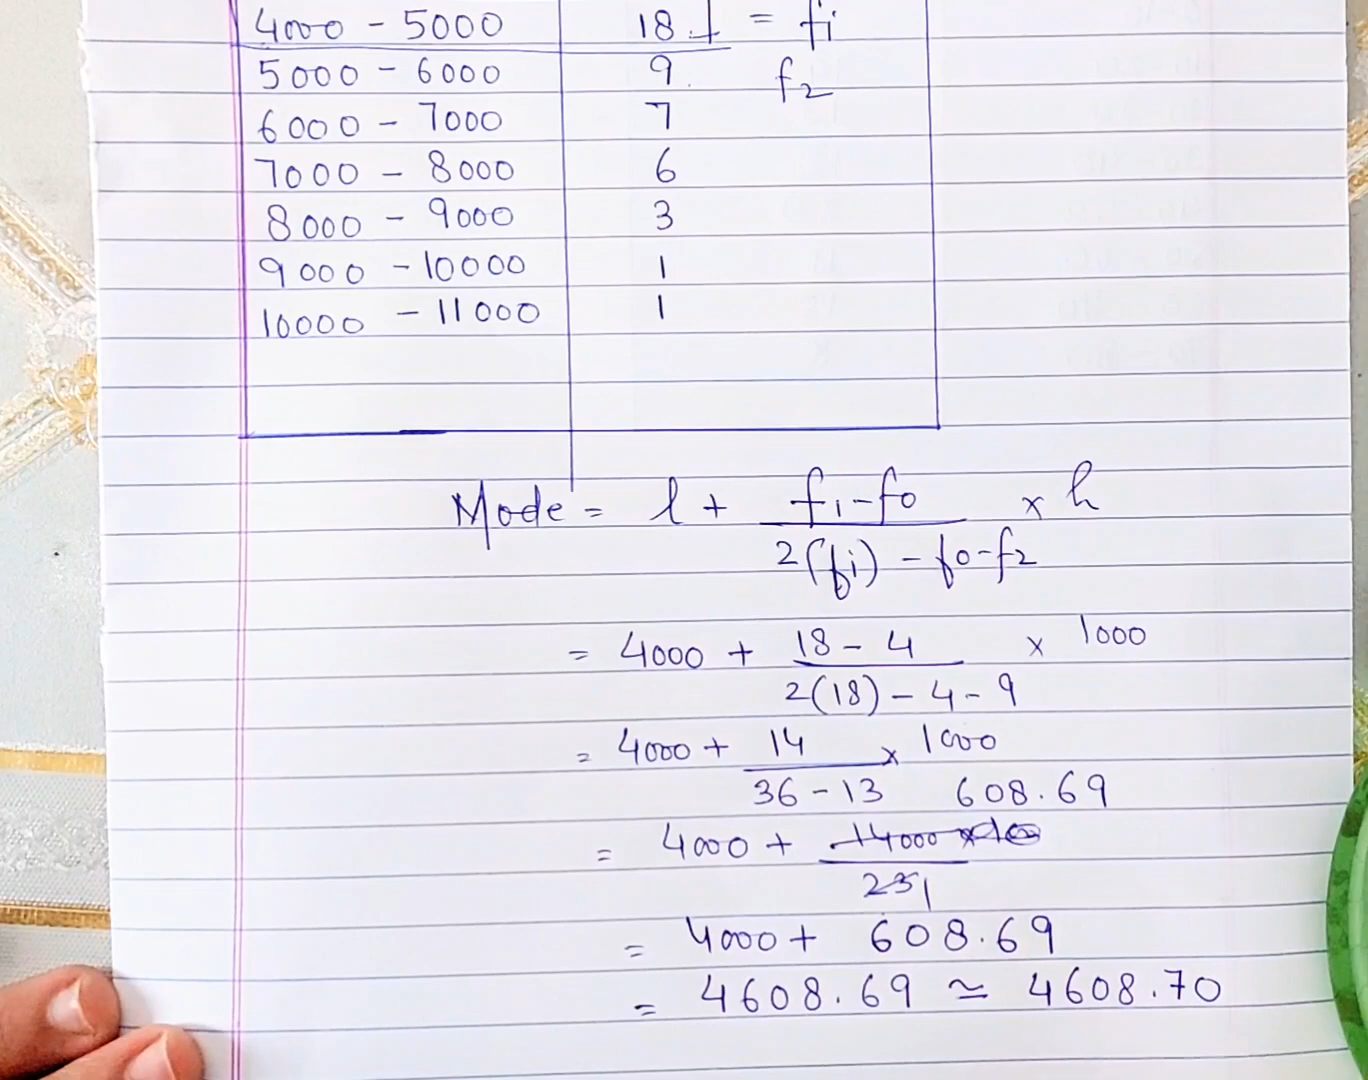 4000 - 5000 18 = fi
5000 - 6000 9 f2
6000 - 7000 7
7000 - 8000 6
8000 - 9000 3
9000 - 10000 1
10000 - 11000 1
Mode = l + f1-f0 x h
2(fi) - f0-f2
= 4000 + 18 - 4 x 1000
2(18) - 4 - 9
= 4000 + 14 x 1000
36 - 13 608.69
= 4000 + 14000
23
= 4000 + 608.69
= 4608.69 ≃ 4608.70